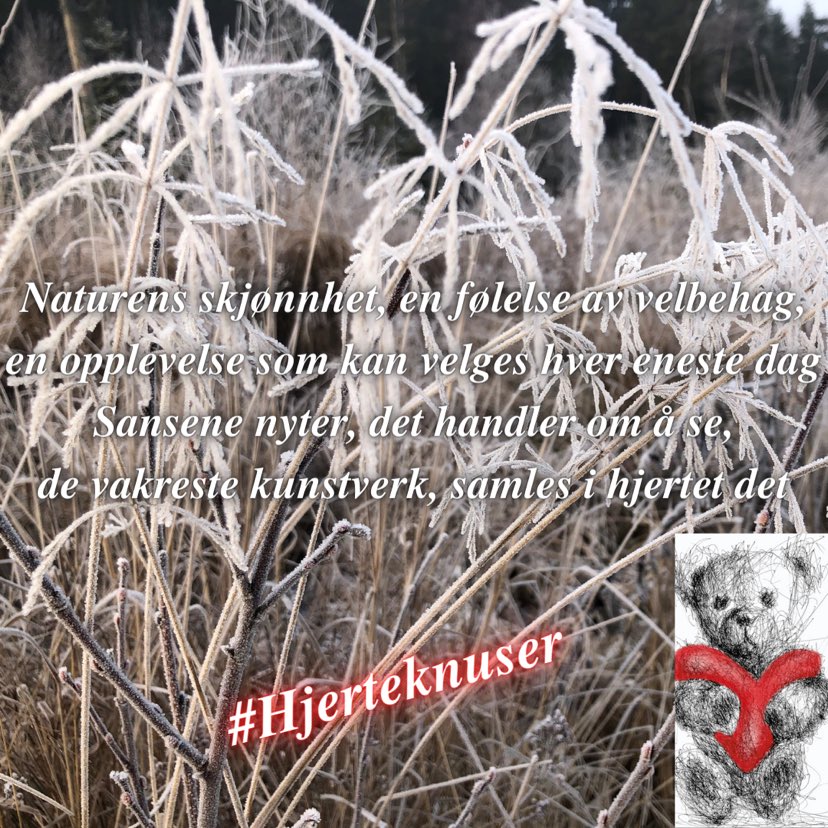 Naturens skjønnhet, en følelse av velbehag,
en opplevelse som kan velges hver eneste dag
Sansene nyter, det handler om å se,
de vakreste kunstverk, samles i hjertet det
#Hjerteknuser